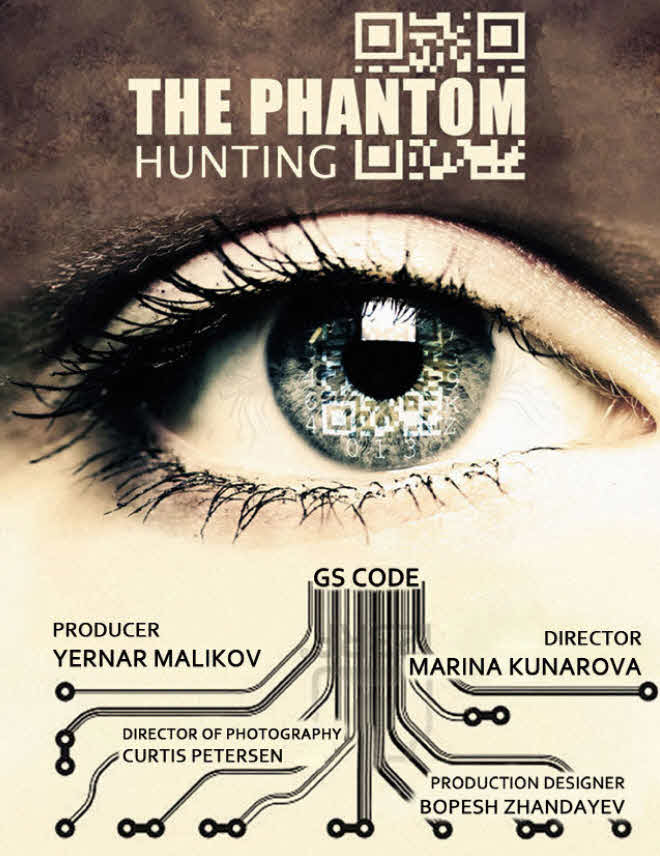 THE PHANTOM
HUNTING
GS CODE
PRODUCER
YERNAR MALIKOV
DIRECTOR
MARINA KUNAROVA
DIRECTOR OF PHOTOGRAPHY
CURTIS PETERSEN
PRODUCTION DESIGNER
BOPESH ZHANDAYEV